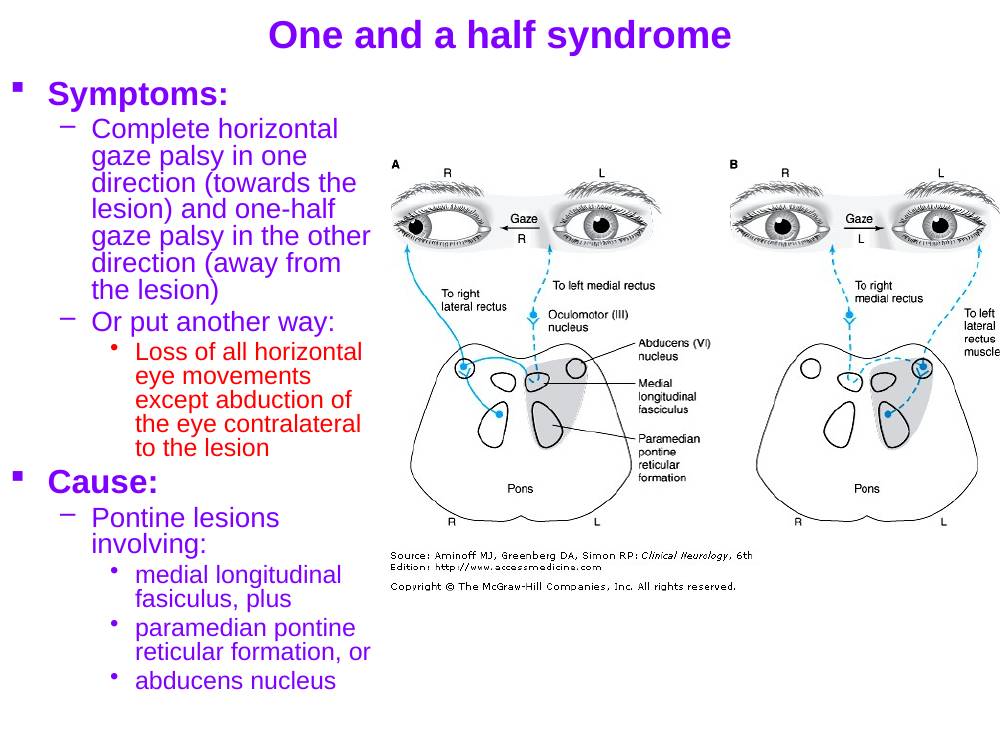 One and a half syndrome
▪ Symptoms:
– Complete horizontal
gaze palsy in one
direction (towards the
lesion) and one-half
gaze palsy in the other
direction (away from
the lesion)
– Or put another way:
• Loss of all horizontal
eye movements
except abduction of
the eye contralateral
to the lesion
▪ Cause:
– Pontine lesions
involving:
• medial longitudinal
fasiculus, plus
• paramedian pontine
reticular formation, or
• abducens nucleus
A
R
L
Gaze
R
To right
lateral rectus
To left medial rectus
Oculomotor (III)
nucleus
Abducens (VI)
nucleus
Medial
longitudinal
fasciculus
Paramedian
pontine
reticular
formation
Pons
R
L
B
R
L
Gaze
L
To right
medial rectus
To left
lateral
rectus
muscle
Pons
R
L
Source: Aminoff MJ, Greenberg DA, Simon RP: Clinical Neurology, 6th
Edition: http://www.accessmedicine.com
Copyright © The McGraw-Hill Companies, Inc. All rights reserved.